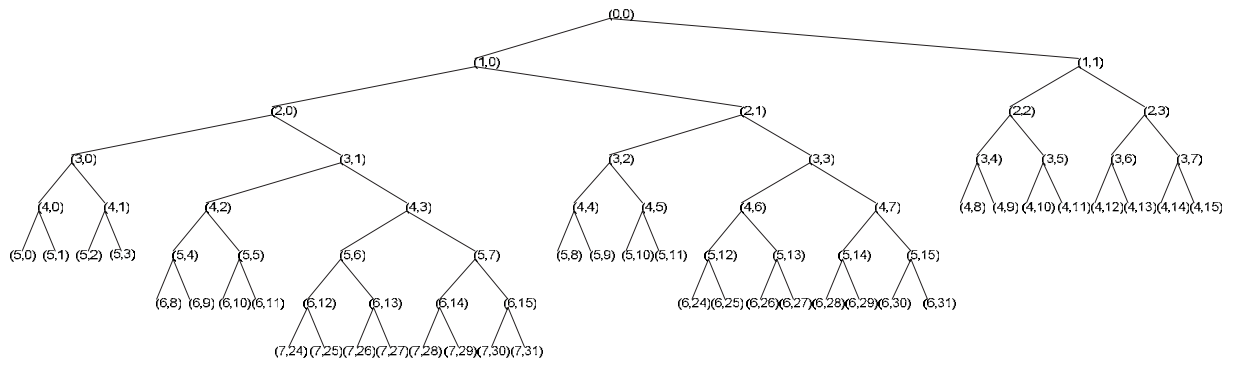 (0,0)
(1,0) (1,1)
(2,0) (2,1) (2,2) (2,3)
(3,0) (3,1) (3,2) (3,3) (3,4) (3,5) (3,6) (3,7)
(4,0) (4,1) (4,2) (4,3) (4,4) (4,5) (4,6) (4,7) (4,8) (4,9) (4,10) (4,11) (4,12) (4,13) (4,14) (4,15)
(5,0) (5,1) (5,2) (5,3) (5,4) (5,5) (5,6) (5,7) (5,8) (5,9) (5,10) (5,11) (5,12) (5,13) (5,14) (5,15)
(6,8) (6,9) (6,10) (6,11) (6,12) (6,13) (6,14) (6,15) (6,24) (6,25) (6,26) (6,27) (6,28) (6,29) (6,30) (6,31)
(7,24) (7,25) (7,26) (7,27) (7,28) (7,29) (7,30) (7,31)